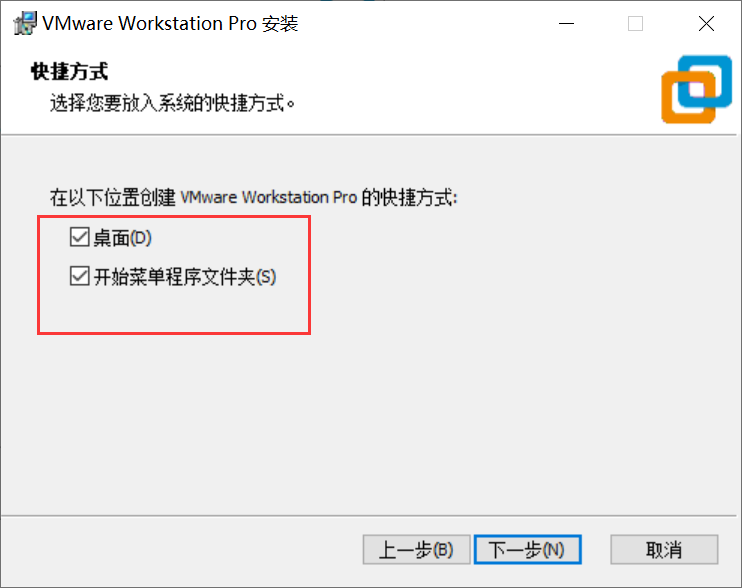 VMware Workstation Pro 安装
快捷方式
选择您要放入系统的快捷方式。
在以下位置创建 VMware Workstation Pro 的快捷方式:
桌面(D)
开始菜单程序文件夹(S)
上一步(B) 下一步(N) 取消